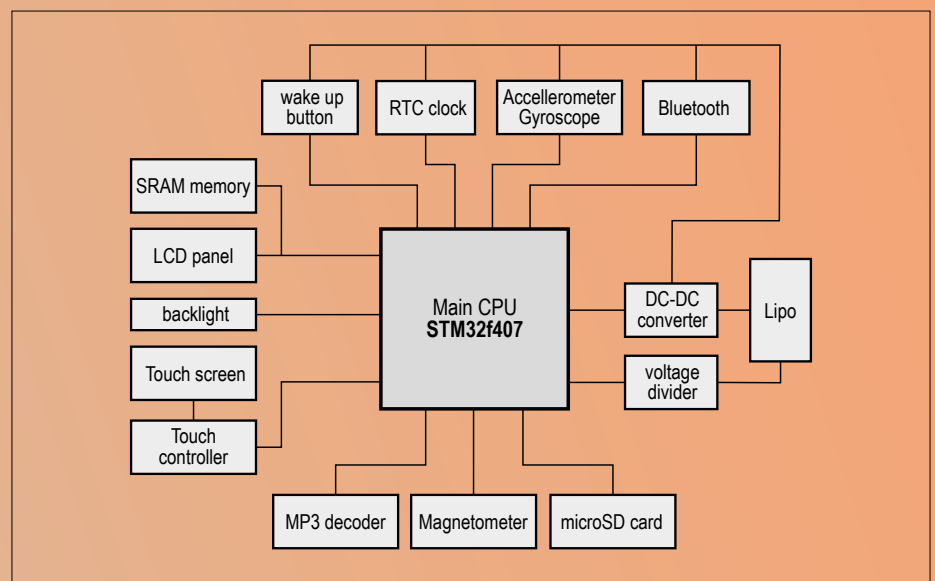 wake up
button
RTC clock
Accellerometer
Gyroscope
Bluetooth
SRAM memory
LCD panel
backlight
Touch screen
Touch
controller
Main CPU
STM32f407
DC-DC
converter
Lipo
voltage
divider
MP3 decoder
Magnetometer
microSD card